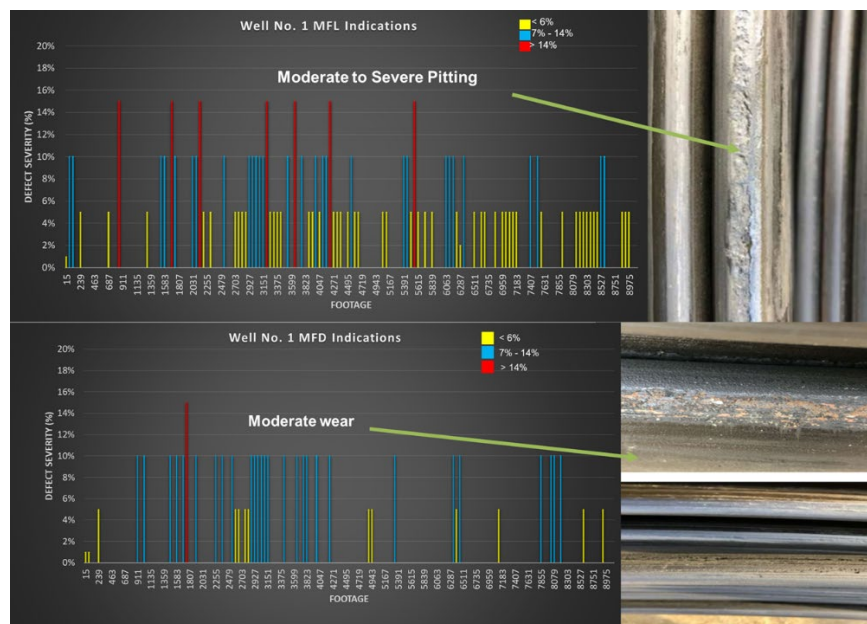 Well No. 1 MFL Indications
< 6%
7% - 14%
> 14%
Moderate to Severe Pitting
DEFECT SEVERITY (%)
20%
18%
16%
14%
12%
10%
8%
6%
4%
2%
0%
15 239 463 687 911 1135 1359 1583 1807 2031 2255 2479 2703 2927 3151 3375 3599 3823 4047 4271 4495 4719 4943 5167 5391 5615 5839 6063 6287 6511 6735 6959 7183 7407 7631 7855 8079 8303 8527 8751 8975
FOOTAGE
Well No. 1 MFD Indications
< 6%
7% - 14%
> 14%
Moderate wear
DEFECT SEVERITY (%)
20%
18%
16%
14%
12%
10%
8%
6%
4%
2%
0%
15 239 463 687 911 1135 1359 1583 1807 2031 2255 2479 2703 2927 3151 3375 3599 3823 4047 4271 4495 4719 4943 5167 5391 5615 5839 6063 6287 6511 6735 6959 7183 7407 7631 7855 8079 8303 8527 8751 8975
FOOTAGE